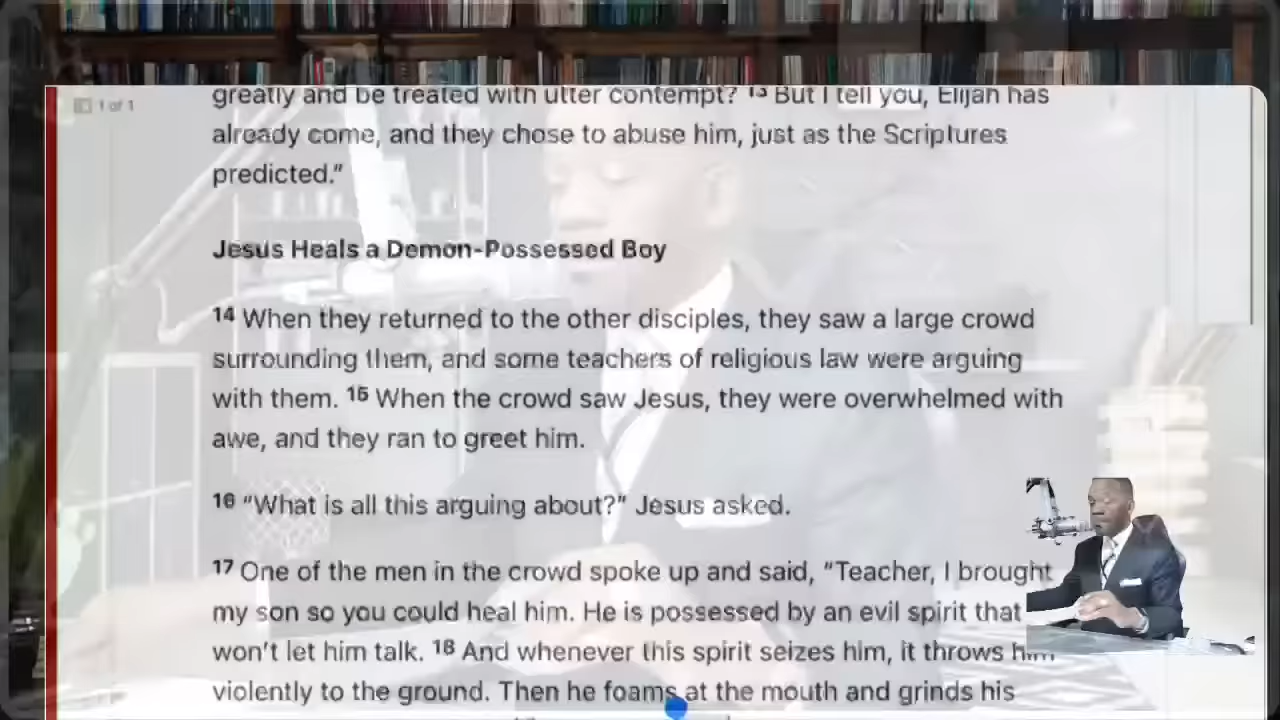 1 of 1
greatly and be treated with utter contempt? 13 But I tell you, Elijah has
already come, and they chose to abuse him, just as the Scriptures
predicted.”
Jesus Heals a Demon-Possessed Boy
14 When they returned to the other disciples, they saw a large crowd
surrounding them, and some teachers of religious law were arguing
with them. 15 When the crowd saw Jesus, they were overwhelmed with
awe, and they ran to greet him.
16 “What is all this arguing about?” Jesus asked.
17 One of the men in the crowd spoke up and said, “Teacher, I brought
my son so you could heal him. He is possessed by an evil spirit that
won’t let him talk. 18 And whenever this spirit seizes him, it throws him
violently to the ground. Then he foams at the mouth and grinds his